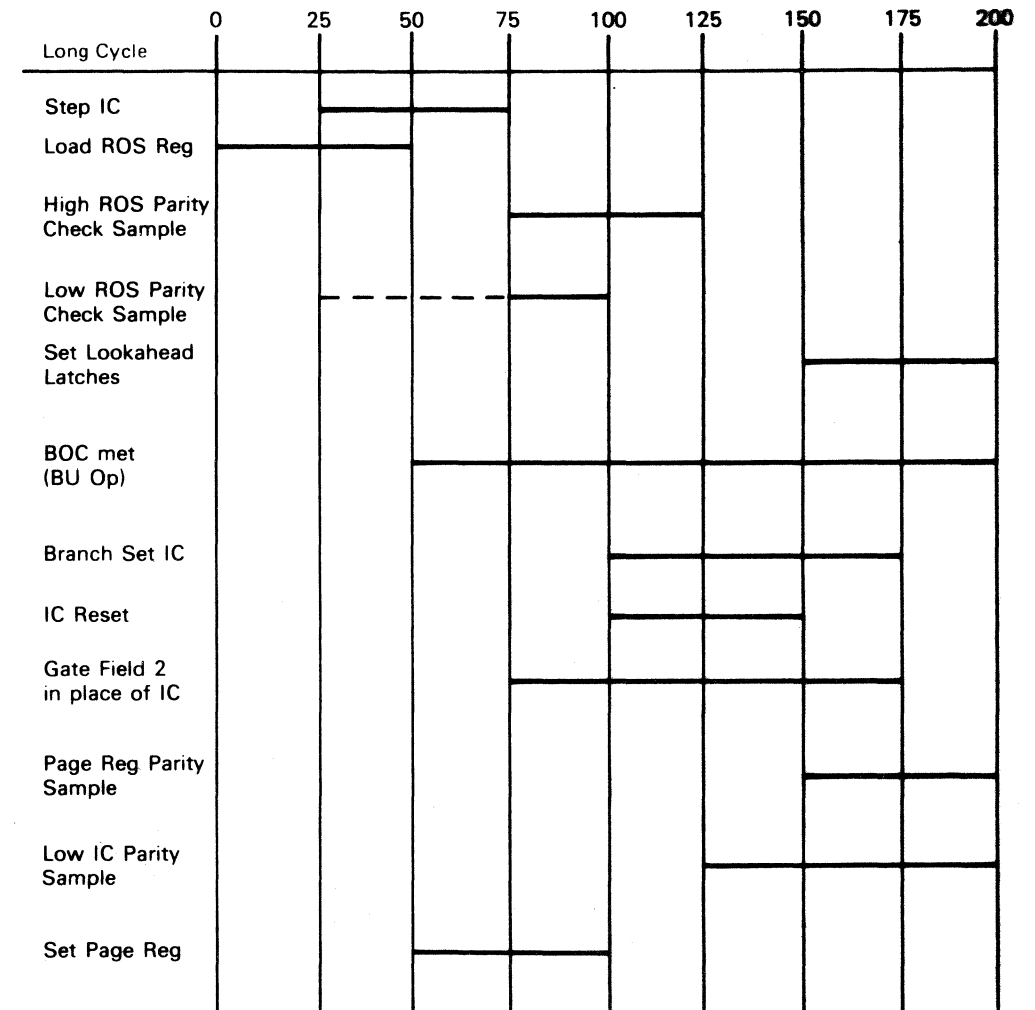 0 25 50 75 100 125 150 175 200
Long Cycle
Step IC
Load ROS Reg
High ROS Parity
Check Sample
Low ROS Parity
Check Sample
Set Lookahead
Latches
BOC met
(BU Op)
Branch Set IC
IC Reset
Gate Field 2
in place of IC
Page Reg Parity
Sample
Low IC Parity
Sample
Set Page Reg